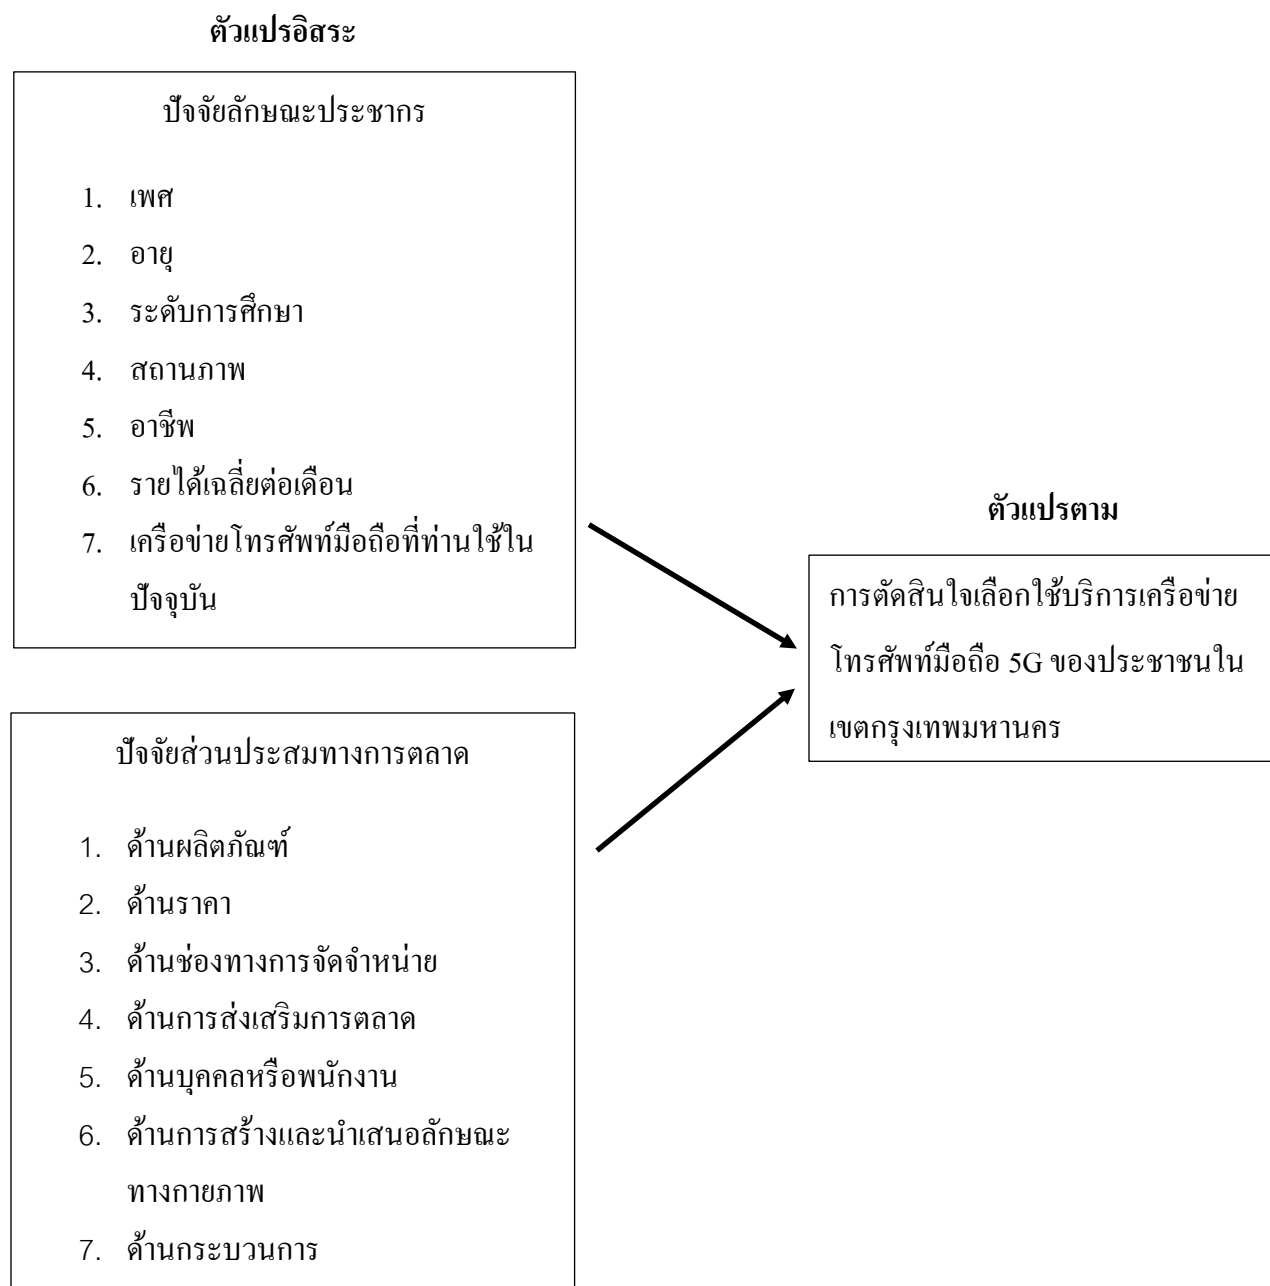 ตัวแปรอิสระ
ปัจจัยลักษณะประชากร
1. เพศ
2. อายุ
3. ระดับการศึกษา
4. สถานภาพ
5. อาชีพ
6. รายได้เฉลี่ยต่อเดือน
7. เครือข่ายโทรศัพท์มือถือที่ท่านใช้ใน
ปัจจุบัน
ปัจจัยส่วนประสมทางการตลาด
1. ด้านผลิตภัณฑ์
2. ด้านราคา
3. ด้านช่องทางการจัดจำหน่าย
4. ด้านการส่งเสริมการตลาด
5. ด้านบุคคลหรือพนักงาน
6. ด้านการสร้างและนำเสนอลักษณะ
ทางกายภาพ
7. ด้านกระบวนการ
ตัวแปรตาม
การตัดสินใจเลือกใช้บริการเครือข่าย
โทรศัพท์มือถือ 5G ของประชาชนใน
เขตกรุงเทพมหานคร